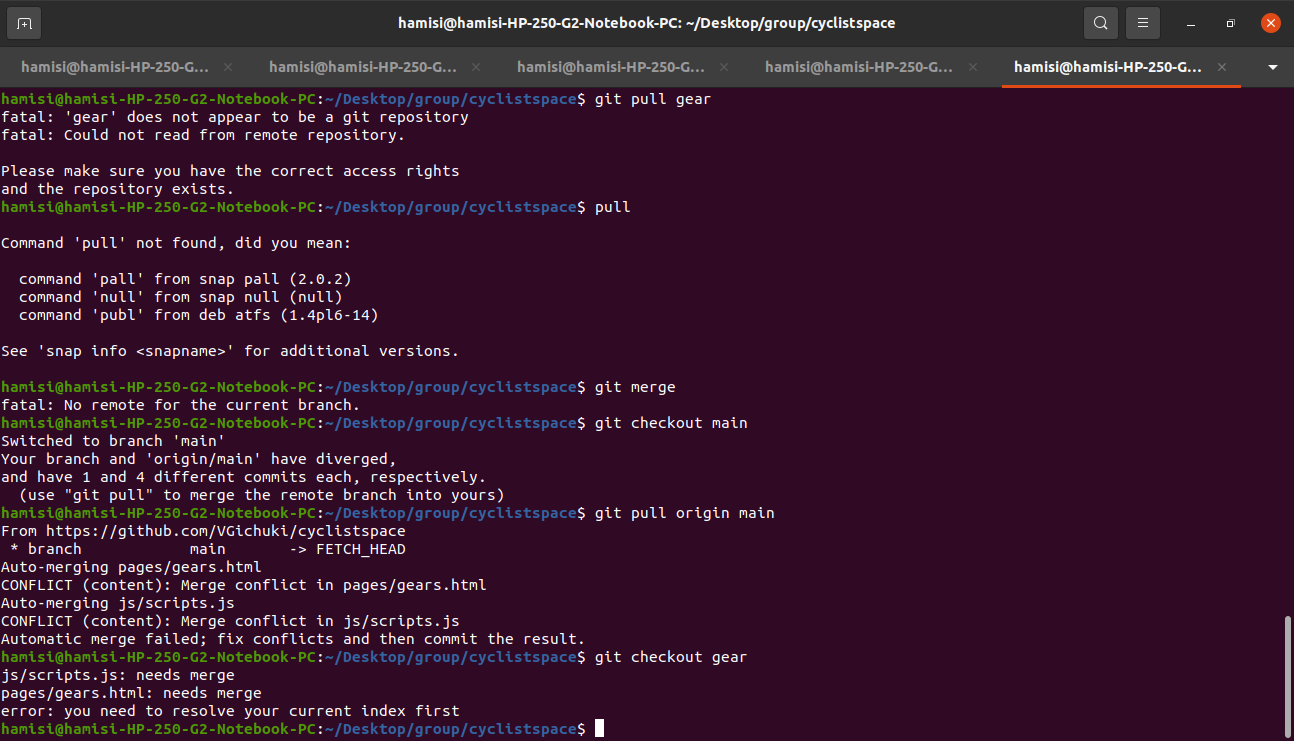 hamisi@hamisi-HP-250-G2-Notebook-PC: ~/Desktop/group/cyclistspace
hamisi@hamisi-HP-250-G... hamisi@hamisi-HP-250-G... hamisi@hamisi-HP-250-G... hamisi@hamisi-HP-250-G... hamisi@hamisi-HP-250-G...
hamisi@hamisi-HP-250-G2-Notebook-PC:~/Desktop/group/cyclistspace$ git pull gear
fatal: 'gear' does not appear to be a git repository
fatal: Could not read from remote repository.

Please make sure you have the correct access rights
and the repository exists.
hamisi@hamisi-HP-250-G2-Notebook-PC:~/Desktop/group/cyclistspace$ pull

Command 'pull' not found, did you mean:

  command 'pall' from snap pall (2.0.2)
  command 'null' from snap null (null)
  command 'publ' from deb atfs (1.4pl6-14)

See 'snap info <snapname>' for additional versions.

hamisi@hamisi-HP-250-G2-Notebook-PC:~/Desktop/group/cyclistspace$ git merge
fatal: No remote for the current branch.
hamisi@hamisi-HP-250-G2-Notebook-PC:~/Desktop/group/cyclistspace$ git checkout main
Switched to branch 'main'
Your branch and 'origin/main' have diverged,
and have 1 and 4 different commits each, respectively.
  (use "git pull" to merge the remote branch into yours)
hamisi@hamisi-HP-250-G2-Notebook-PC:~/Desktop/group/cyclistspace$ git pull origin main
From https://github.com/VGichuki/cyclistspace
 * branch            main       -> FETCH_HEAD
Auto-merging pages/gears.html
CONFLICT (content): Merge conflict in pages/gears.html
Auto-merging js/scripts.js
CONFLICT (content): Merge conflict in js/scripts.js
Automatic merge failed; fix conflicts and then commit the result.
hamisi@hamisi-HP-250-G2-Notebook-PC:~/Desktop/group/cyclistspace$ git checkout gear
js/scripts.js: needs merge
pages/gears.html: needs merge
error: you need to resolve your current index first
hamisi@hamisi-HP-250-G2-Notebook-PC:~/Desktop/group/cyclistspace$